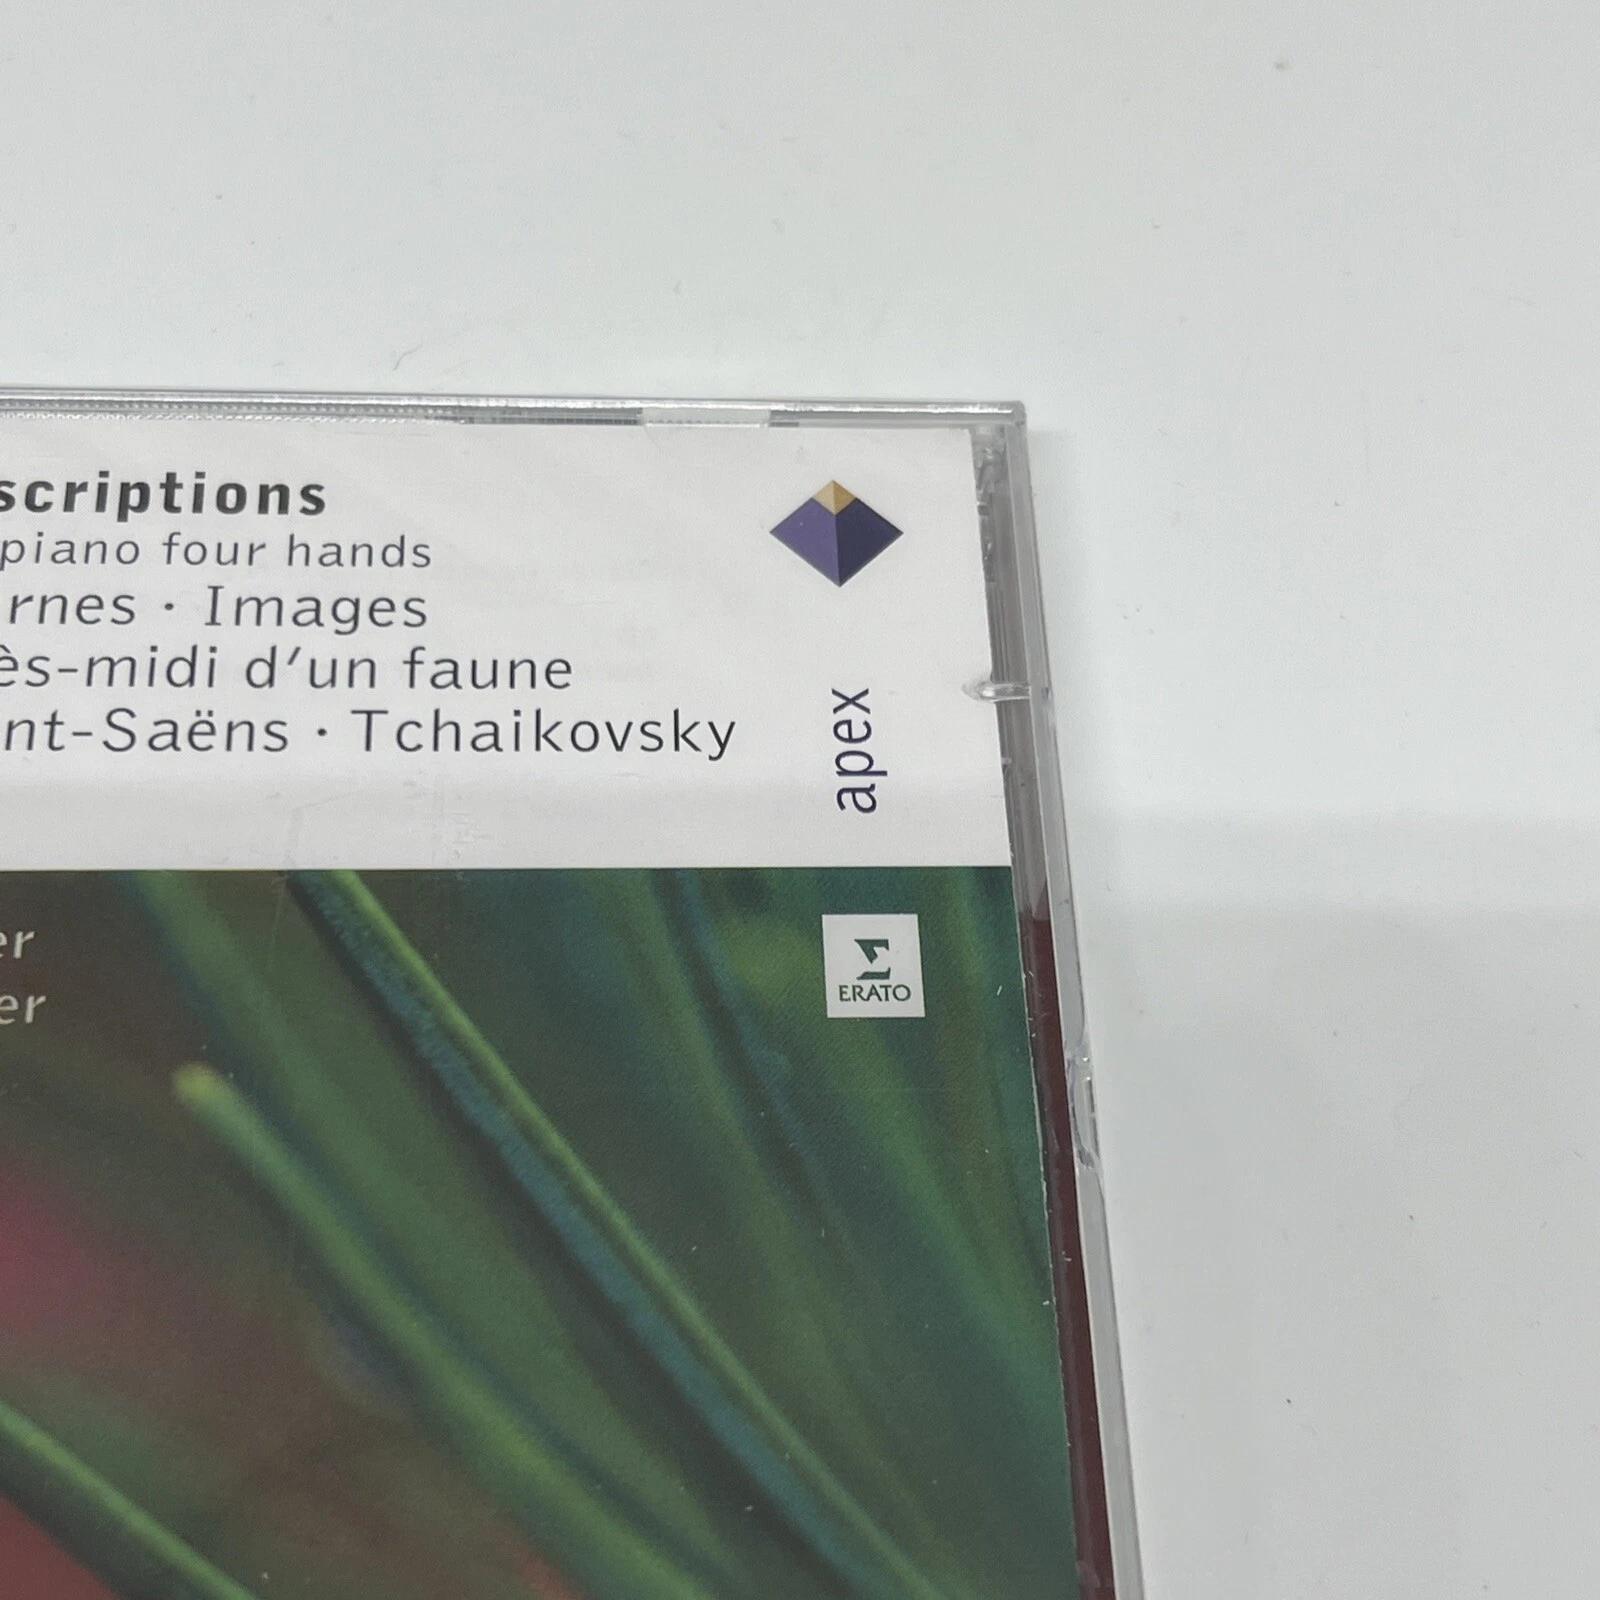 scriptions
piano four hands
rnes · Images
ès-midi d'un faune
nt-Saëns · Tchaikovsky
apex
er
er
ERATO